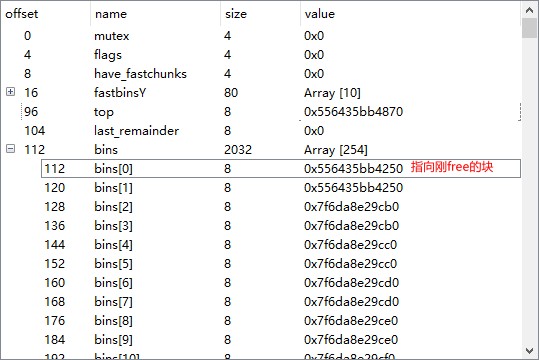 offset name size value
0 mutex 4 0x0
4 flags 4 0x0
8 have_fastchunks 4 0x0
16 fastbinsY 80 Array [10]
96 top 8 0x556435bb4870
104 last_remainder 8 0x0
112 bins 2032 Array [254]
112 bins[0] 8 0x556435bb4250 指向刚free的块
120 bins[1] 8 0x556435bb4250
128 bins[2] 8 0x7f6da8e29cb0
136 bins[3] 8 0x7f6da8e29cb0
144 bins[4] 8 0x7f6da8e29cc0
152 bins[5] 8 0x7f6da8e29cc0
160 bins[6] 8 0x7f6da8e29cd0
168 bins[7] 8 0x7f6da8e29cd0
176 bins[8] 8 0x7f6da8e29ce0
184 bins[9] 8 0x7f6da8e29ce0
192 bins[10] 8 0x7f6da8e29cf0